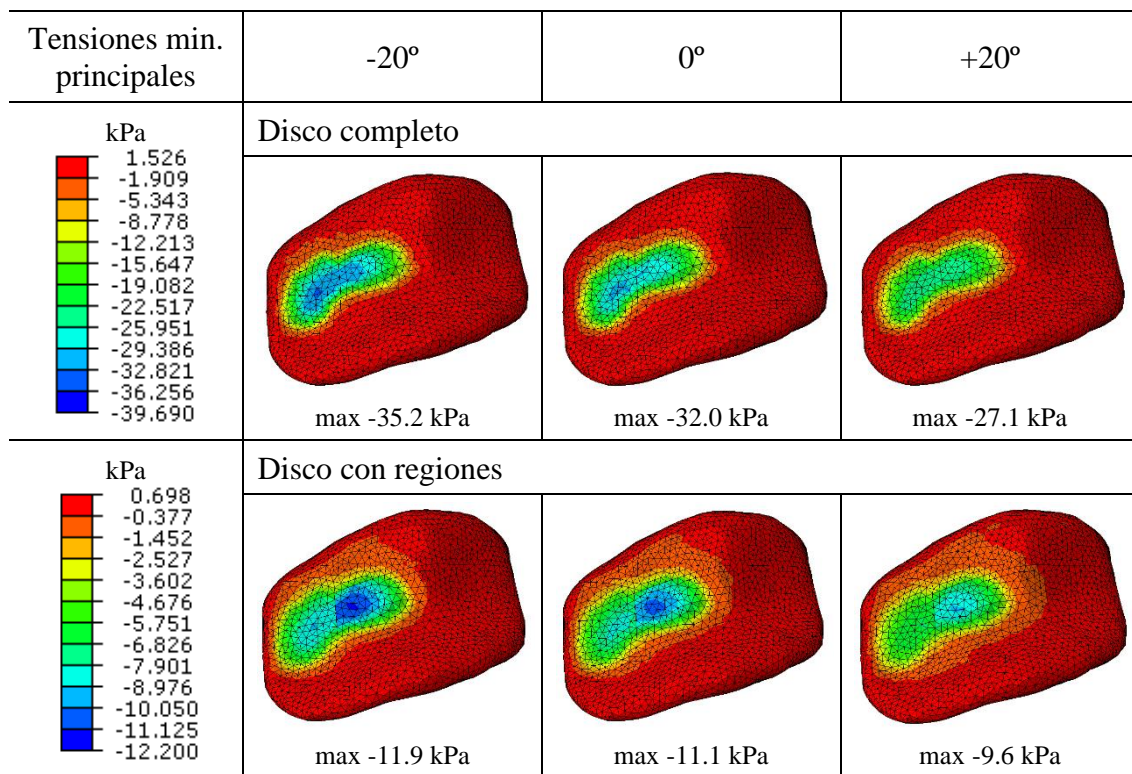 Tensiones min. principales
-20º
0º
+20º
kPa
1.526
-1.909
-5.343
-8.778
-12.213
-15.647
-19.082
-22.517
-25.951
-29.386
-32.821
-36.256
-39.690
Disco completo
max -35.2 kPa
max -32.0 kPa
max -27.1 kPa
kPa
0.698
-0.377
-1.452
-2.527
-3.602
-4.676
-5.751
-6.826
-7.901
-8.976
-10.050
-11.125
-12.200
Disco con regiones
max -11.9 kPa
max -11.1 kPa
max -9.6 kPa